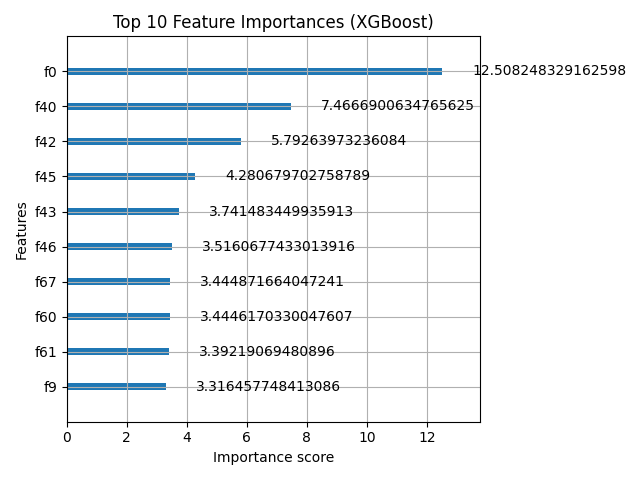 Top 10 Feature Importances (XGBoost)
f0 12.508248329162598
f40 7.4666900634765625
f42 5.79263973236084
f45 4.280679702758789
f43 3.741483449935913
f46 3.5160677433013916
f67 3.444871664047241
f60 3.4446170330047607
f61 3.39219069480896
f9 3.316457748413086
Features
0 2 4 6 8 10 12
Importance score